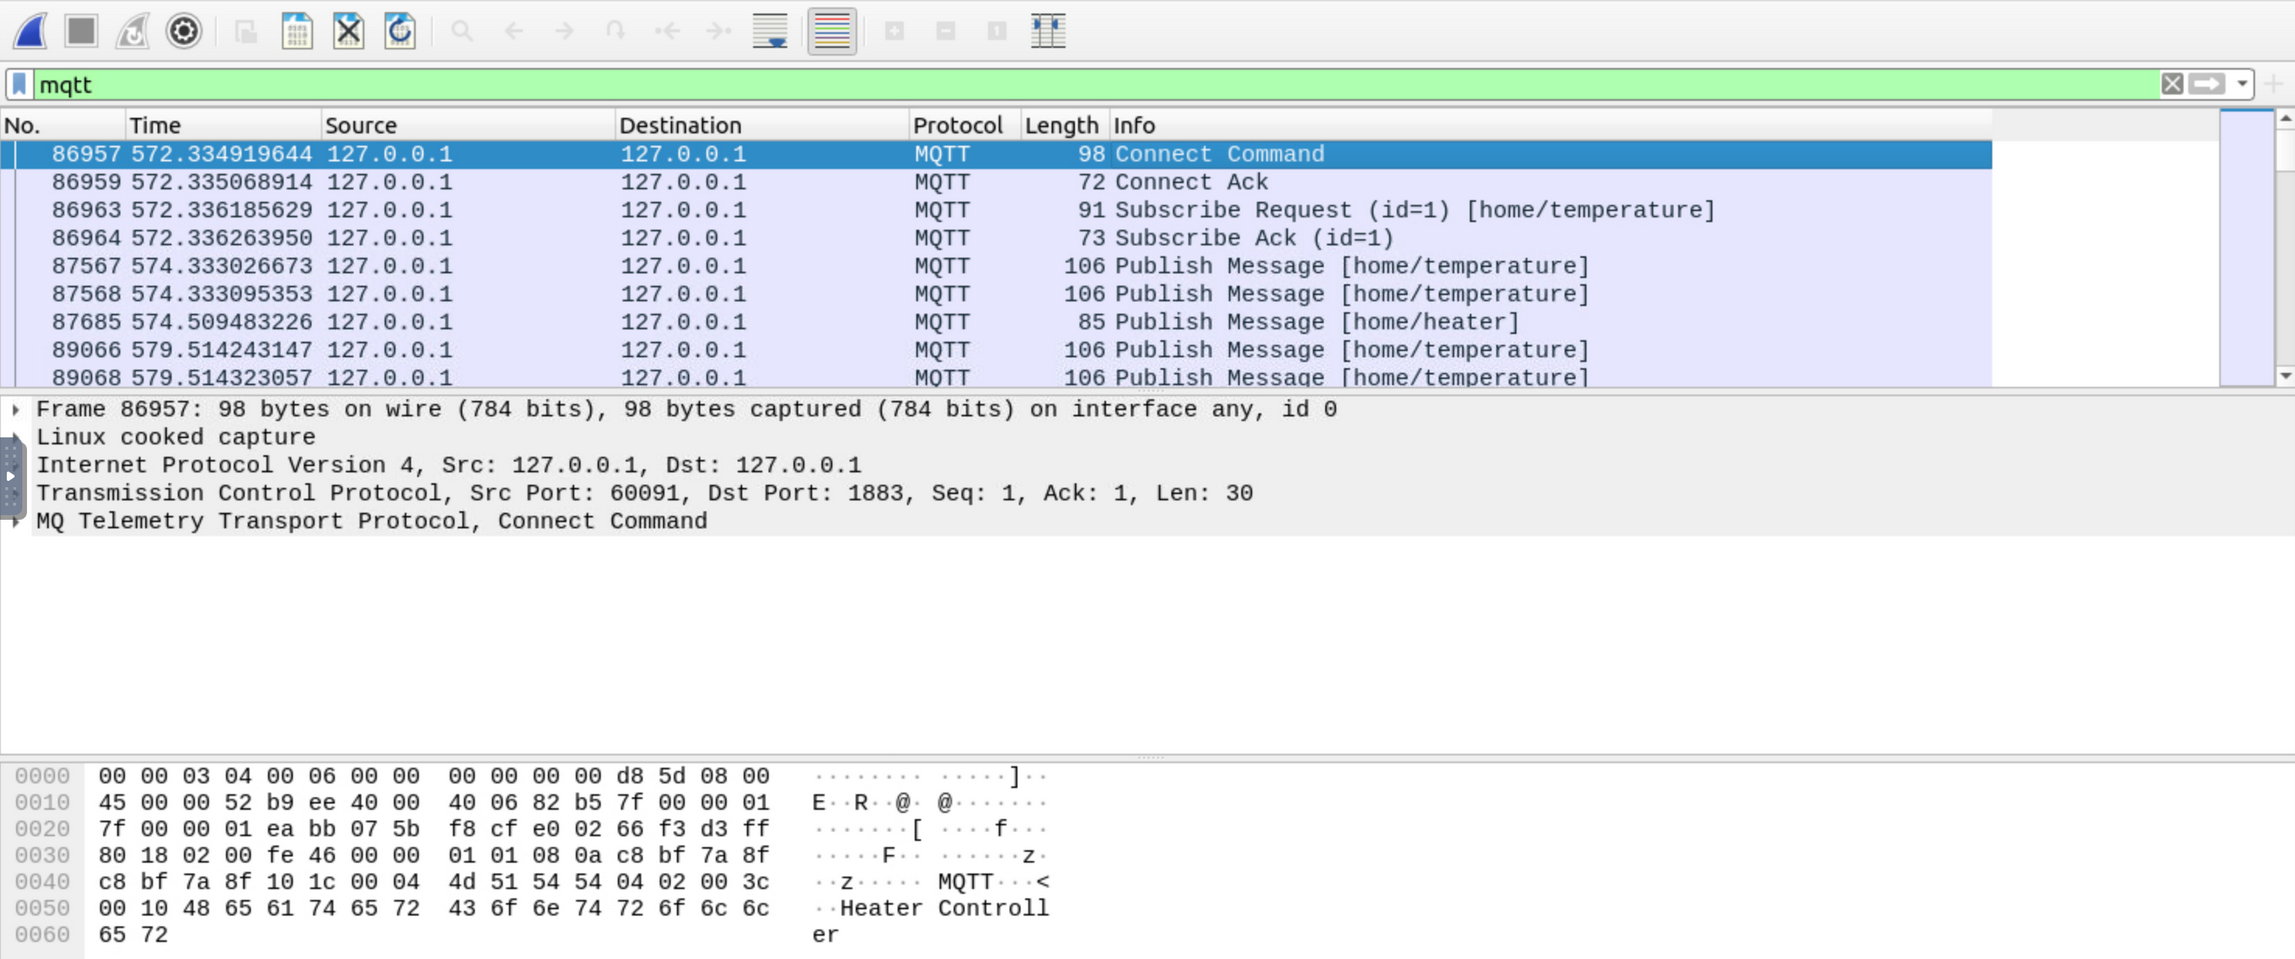 mqtt
No. Time Source Destination Protocol Length Info
86957 572.334919644 127.0.0.1 127.0.0.1 MQTT 98 Connect Command
86959 572.335068914 127.0.0.1 127.0.0.1 MQTT 72 Connect Ack
86963 572.336185629 127.0.0.1 127.0.0.1 MQTT 91 Subscribe Request (id=1) [home/temperature]
86964 572.336263950 127.0.0.1 127.0.0.1 MQTT 73 Subscribe Ack (id=1)
87567 574.333026673 127.0.0.1 127.0.0.1 MQTT 106 Publish Message [home/temperature]
87568 574.333095353 127.0.0.1 127.0.0.1 MQTT 106 Publish Message [home/temperature]
87685 574.509483226 127.0.0.1 127.0.0.1 MQTT 85 Publish Message [home/heater]
89066 579.514243147 127.0.0.1 127.0.0.1 MQTT 106 Publish Message [home/temperature]
89068 579.514323057 127.0.0.1 127.0.0.1 MQTT 106 Publish Message [home/temperature]
Frame 86957: 98 bytes on wire (784 bits), 98 bytes captured (784 bits) on interface any, id 0
Linux cooked capture
Internet Protocol Version 4, Src: 127.0.0.1, Dst: 127.0.0.1
Transmission Control Protocol, Src Port: 60091, Dst Port: 1883, Seq: 1, Ack: 1, Len: 30
MQ Telemetry Transport Protocol, Connect Command
0000 00 00 03 04 00 06 00 00 00 00 00 00 d8 5d 08 00 ········ ·····]··
0010 45 00 00 52 b9 ee 40 00 40 06 82 b5 7f 00 00 01 E··R··@· @·······
0020 7f 00 00 01 ea bb 07 5b f8 cf e0 02 66 f3 d3 ff ·······[ ····f···
0030 80 18 02 00 fe 46 00 00 01 01 08 0a c8 bf 7a 8f ·····F·· ······z·
0040 c8 bf 7a 8f 10 1c 00 04 4d 51 54 54 04 02 00 3c ··z····· MQTT···<
0050 00 10 48 65 61 74 65 72 43 6f 6e 74 72 6f 6c 6c ··Heater Controll
0060 65 72 er